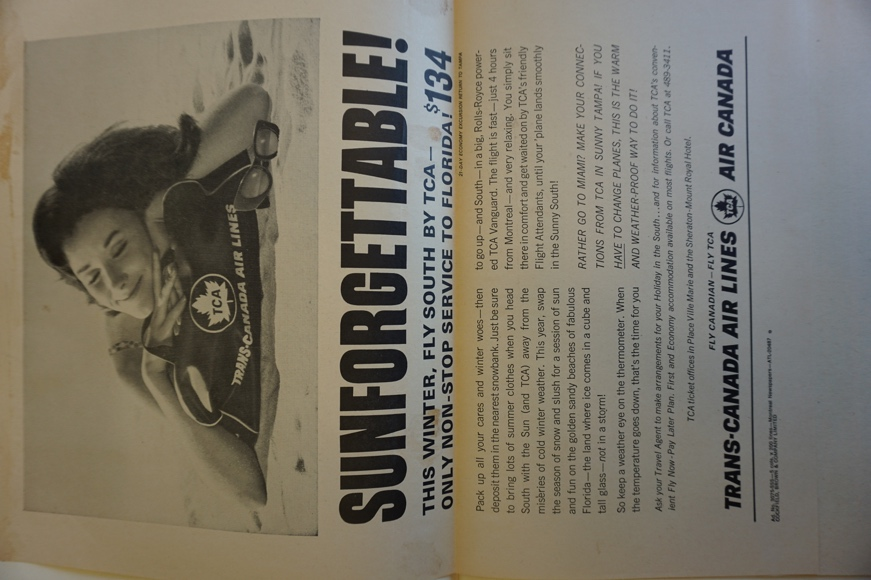 TCA
TRANS-CANADA AIR LINES
SUNFORGETTABLE!
THIS WINTER, FLY SOUTH BY TCA—
ONLY NON-STOP SERVICE TO FLORIDA! $134
21-DAY ECONOMY EXCURSION RETURN TO TAMPA
Pack up all your cares and winter woes—then
deposit them in the nearest snowbank. Just be sure
to bring lots of summer clothes when you head
South with the Sun (and TCA) away from the
miseries of cold winter weather. This year, swap
the season of snow and slush for a session of sun
and fun on the golden sandy beaches of fabulous
Florida—the land where ice comes in a cube and
tall glass—not in a storm!
So keep a weather eye on the thermometer. When
the temperature goes down, that's the time for you
to go up—and South—in a big, Rolls-Royce power-
ed TCA Vanguard. The flight is fast—just 4 hours
from Montreal—and very relaxing. You simply sit
there in comfort and get waited on by TCA's friendly
Flight Attendants, until your 'plane lands smoothly
in the Sunny South!
RATHER GO TO MIAMI? MAKE YOUR CONNEC-
TIONS FROM TCA IN SUNNY TAMPA! IF YOU
HAVE TO CHANGE PLANES, THIS IS THE WARM
AND WEATHER-PROOF WAY TO DO IT!
Ask your Travel Agent to make arrangements for your Holiday in the South...and for information about TCA's conven-
ient Fly Now-Pay Later Plan. First and Economy accommodation available on most flights. Or call TCA at 489-3411.
TCA ticket offices in Place Ville Marie and the Sheraton-Mount Royal Hotel.
FLY CANADIAN—FLY TCA
TRANS-CANADA AIR LINES TCA AIR CANADA
COCKFIELD, BROWN & COMPANY LIMITED